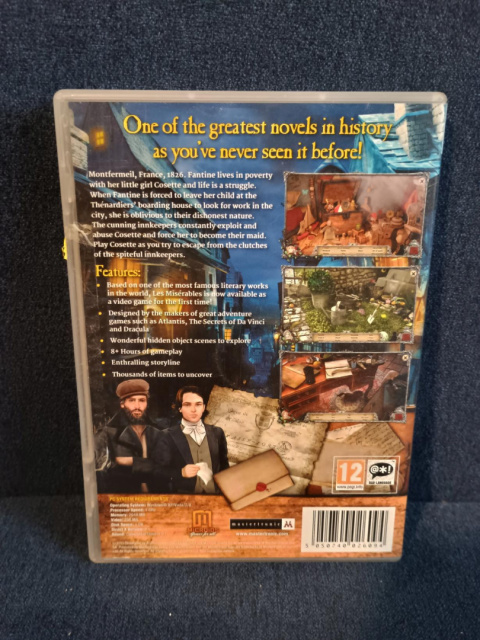 One of the greatest novels in history
as you've never seen it before!
Montfermeil, France, 1826. Fantine lives in poverty
with her little girl Cosette and life is a struggle.
When Fantine is forced to leave her child at the
Thénardiers' boarding house to look for work in the
city, she is oblivious to their dishonest nature.
The cunning innkeepers constantly exploit and
abuse Cosette and force her to become their maid.
Play Cosette as you try to escape from the clutches
of the spiteful innkeepers.
Features:
Based on one of the most famous literary works
in the world, Les Misérables is now available as
a video game for the first time!
Designed by the makers of great adventure
games such as Atlantis, The Secrets of Da Vinci
and Dracula
Wonderful hidden object scenes to explore
8+ Hours of gameplay
Enthralling storyline
Thousands of items to uncover
12
www.pegi.info
@*!
BAD LANGUAGE
mastertronic M
www.mastertronic.com
5 050740 026094